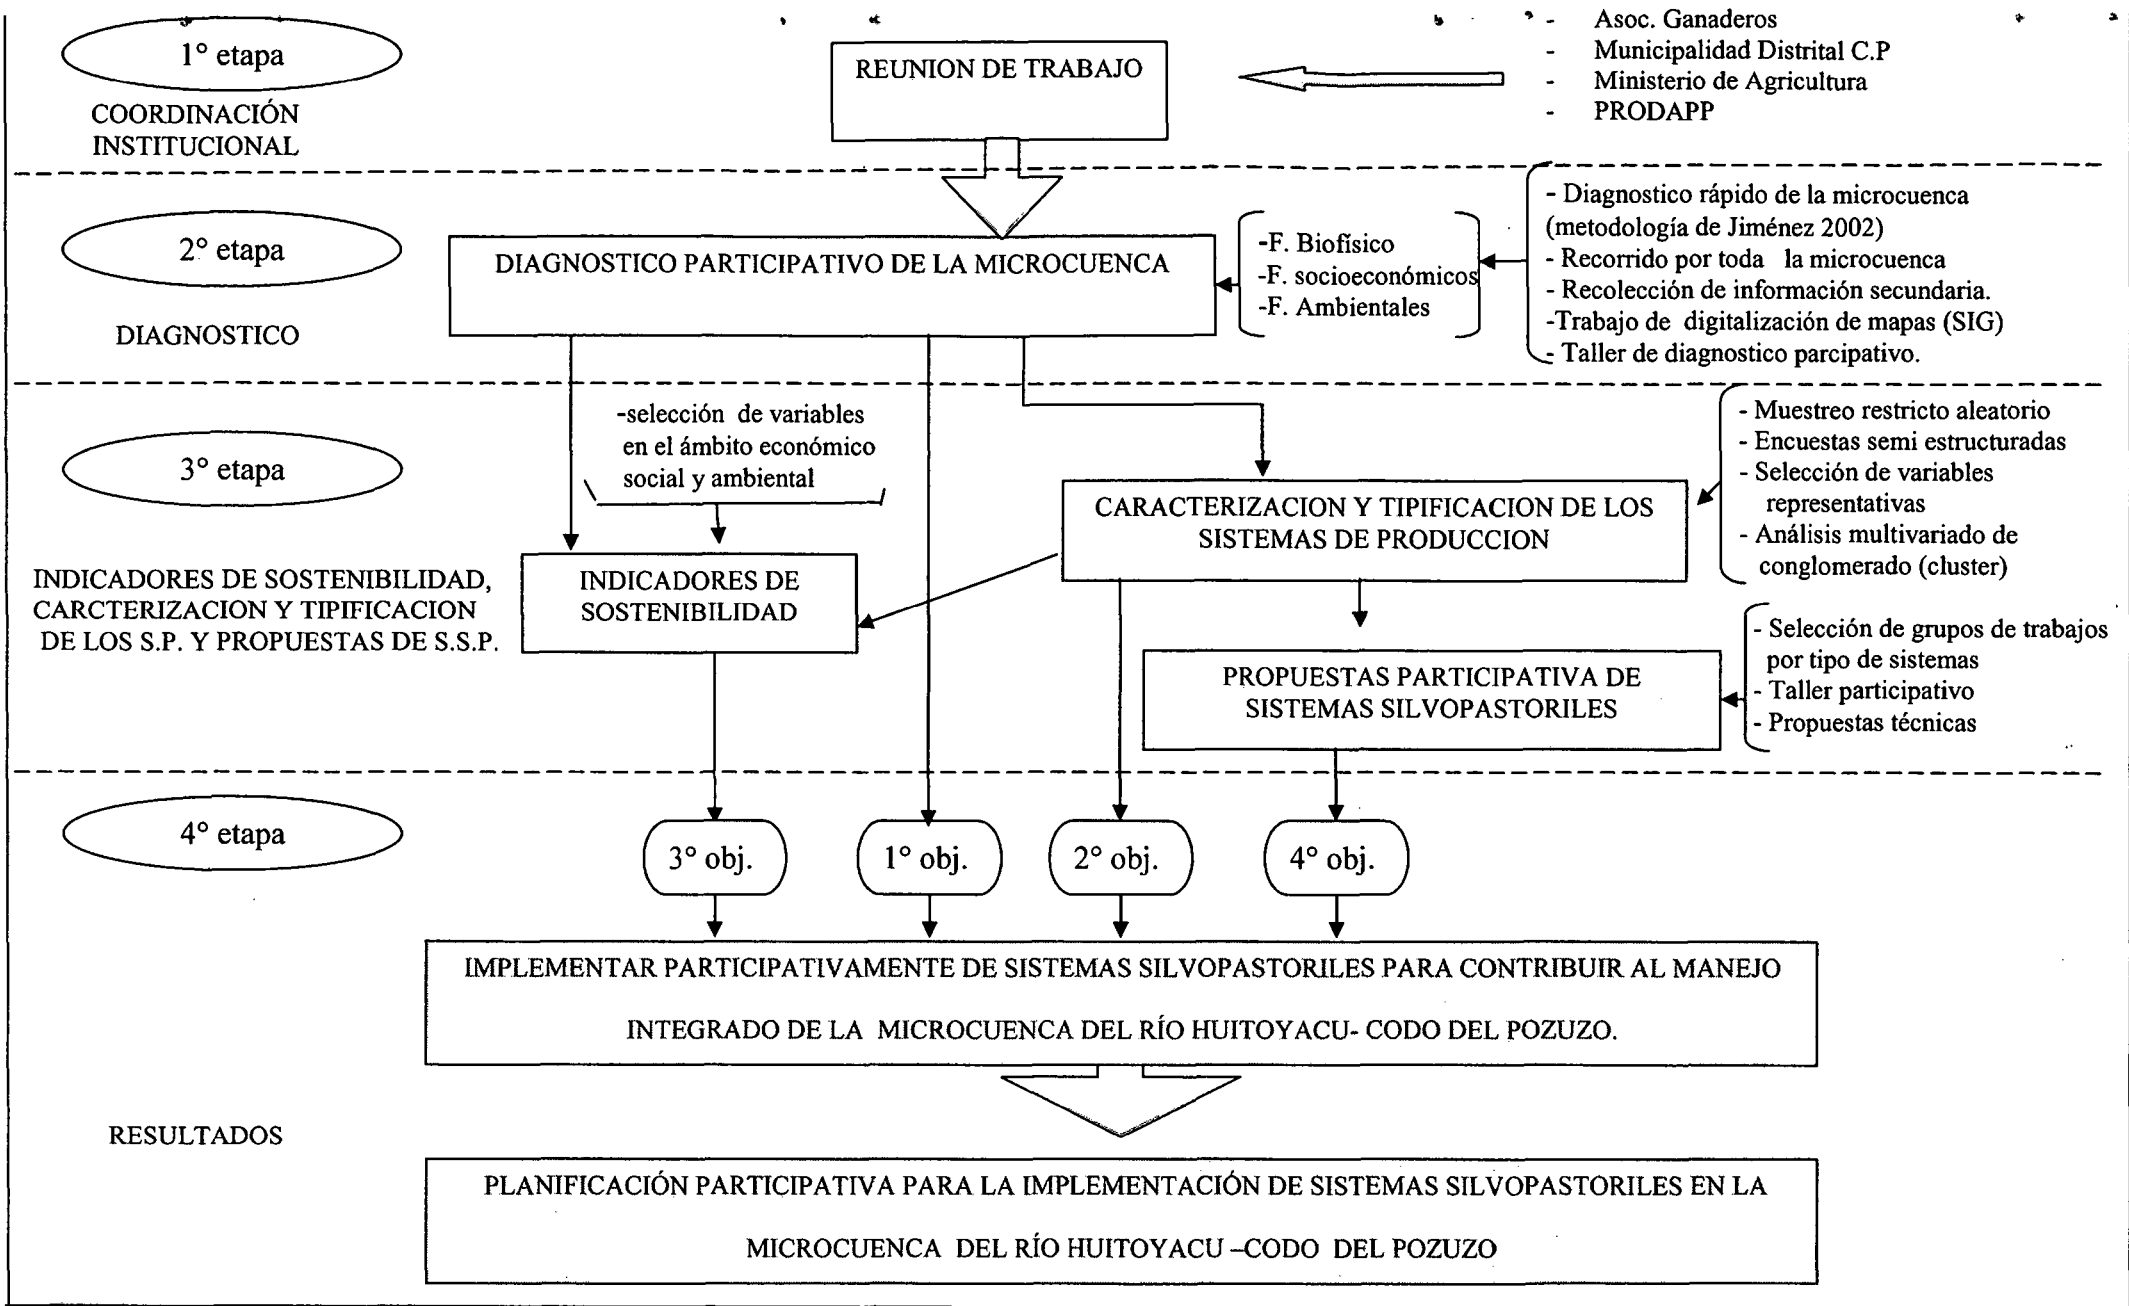 1° etapa
COORDINACIÓN
INSTITUCIONAL
REUNION DE TRABAJO
- Asoc. Ganaderos
- Municipalidad Distrital C.P
- Ministerio de Agricultura
- PRODAPP
2° etapa
DIAGNOSTICO
DIAGNOSTICO PARTICIPATIVO DE LA MICROCUENCA
-F. Biofísico
-F. socioeconómicos
-F. Ambientales
- Diagnostico rápido de la microcuenca
(metodología de Jiménez 2002)
- Recorrido por toda la microcuenca
- Recolección de información secundaria.
-Trabajo de digitalización de mapas (SIG)
- Taller de diagnostico parcipativo.
3° etapa
INDICADORES DE SOSTENIBILIDAD,
CARCTERIZACION Y TIPIFICACION
DE LOS S.P. Y PROPUESTAS DE S.S.P.
-selección de variables
en el ámbito económico
social y ambiental
INDICADORES DE
SOSTENIBILIDAD
CARACTERIZACION Y TIPIFICACION DE LOS
SISTEMAS DE PRODUCCION
- Muestreo restricto aleatorio
- Encuestas semi estructuradas
- Selección de variables
representativas
- Análisis multivariado de
conglomerado (cluster)
PROPUESTAS PARTICIPATIVA DE
SISTEMAS SILVOPASTORILES
- Selección de grupos de trabajos
por tipo de sistemas
- Taller participativo
- Propuestas técnicas
4° etapa
3° obj.
1° obj.
2° obj.
4° obj.
IMPLEMENTAR PARTICIPATIVAMENTE DE SISTEMAS SILVOPASTORILES PARA CONTRIBUIR AL MANEJO
INTEGRADO DE LA MICROCUENCA DEL RÍO HUITOYACU- CODO DEL POZUZO.
RESULTADOS
PLANIFICACIÓN PARTICIPATIVA PARA LA IMPLEMENTACIÓN DE SISTEMAS SILVOPASTORILES EN LA
MICROCUENCA DEL RÍO HUITOYACU –CODO DEL POZUZO